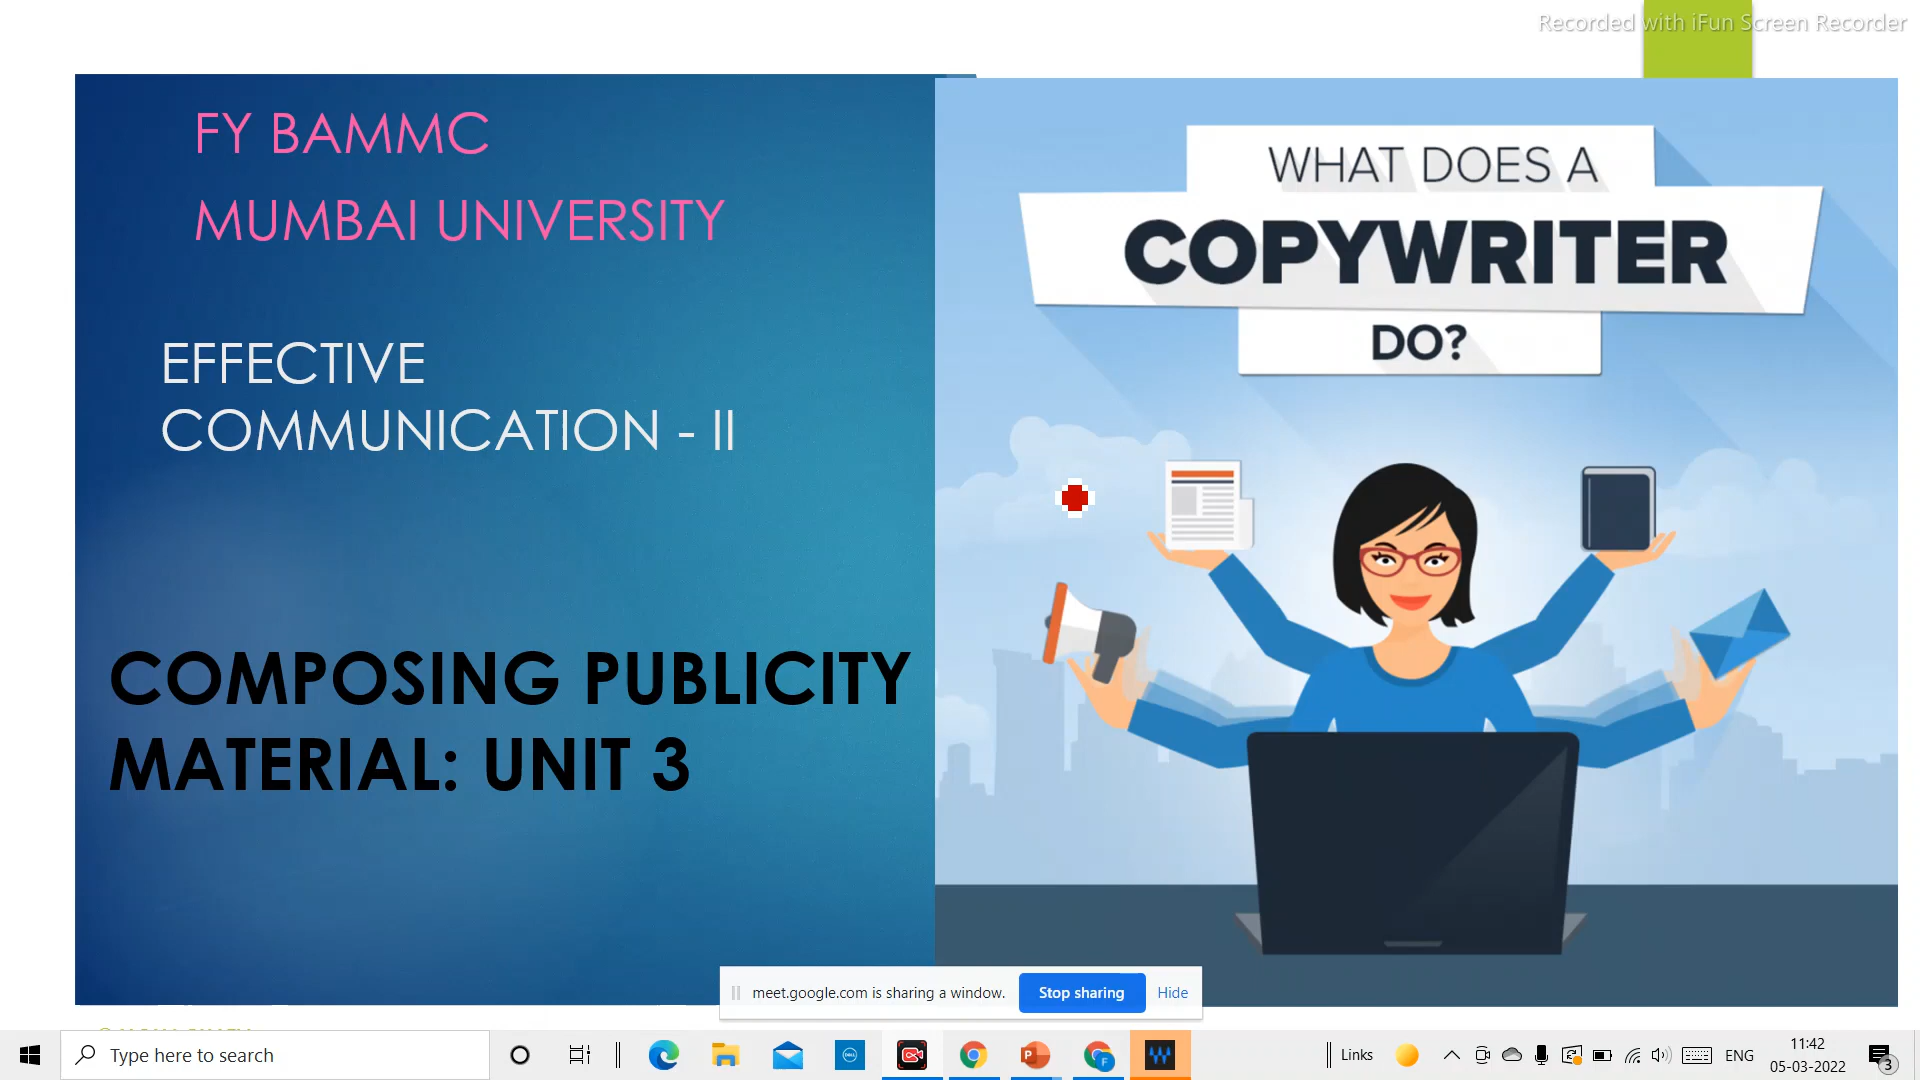 Recorded with iFun Screen Recorder
FY BAMMC
MUMBAI UNIVERSITY
EFFECTIVE
COMMUNICATION - II
COMPOSING PUBLICITY
MATERIAL: UNIT 3
WHAT DOES A
COPYWRITER
DO?
meet.google.com is sharing a window.
Stop sharing
Hide
Type here to search
DELL
Links
ENG
11:42
05-03-2022
3